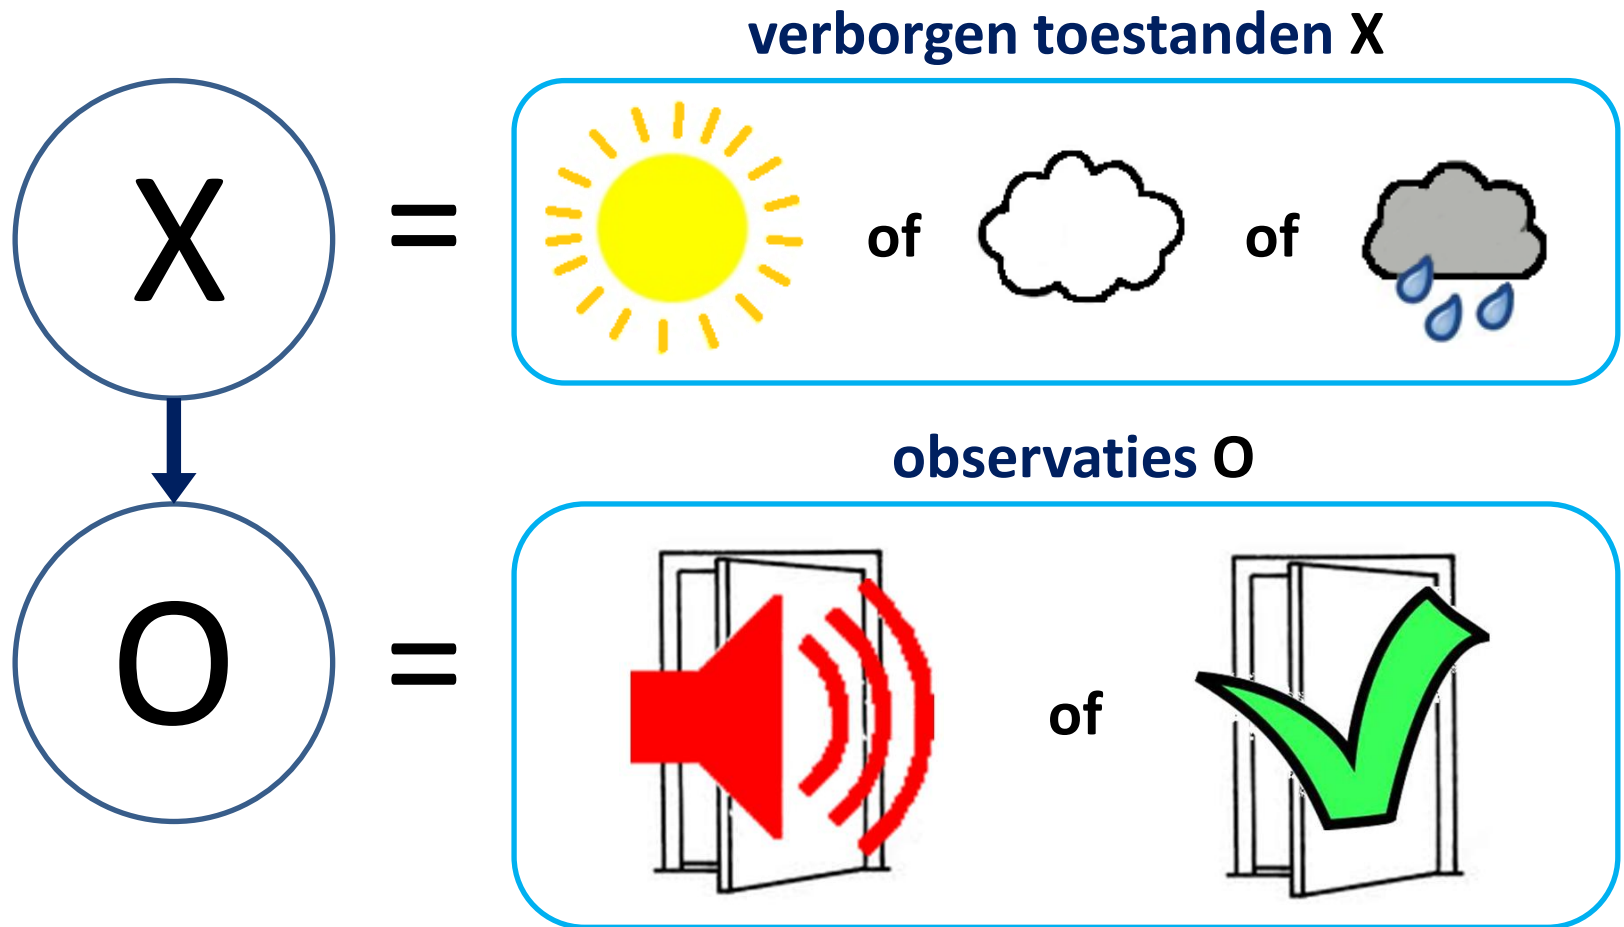 verborgen toestanden X
X = of of
observaties O
O = of